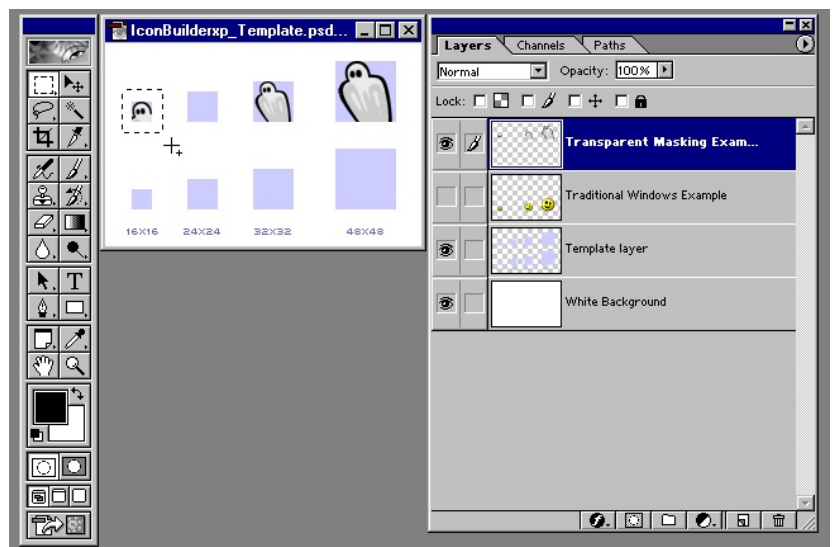 IconBuilderxp_Template.psd...
16X16 24X24 32X32 48X48
T
Layers Channels Paths
Normal Opacity: 100%
Lock:
Transparent Masking Exam...
Traditional Windows Example
Template layer
White Background